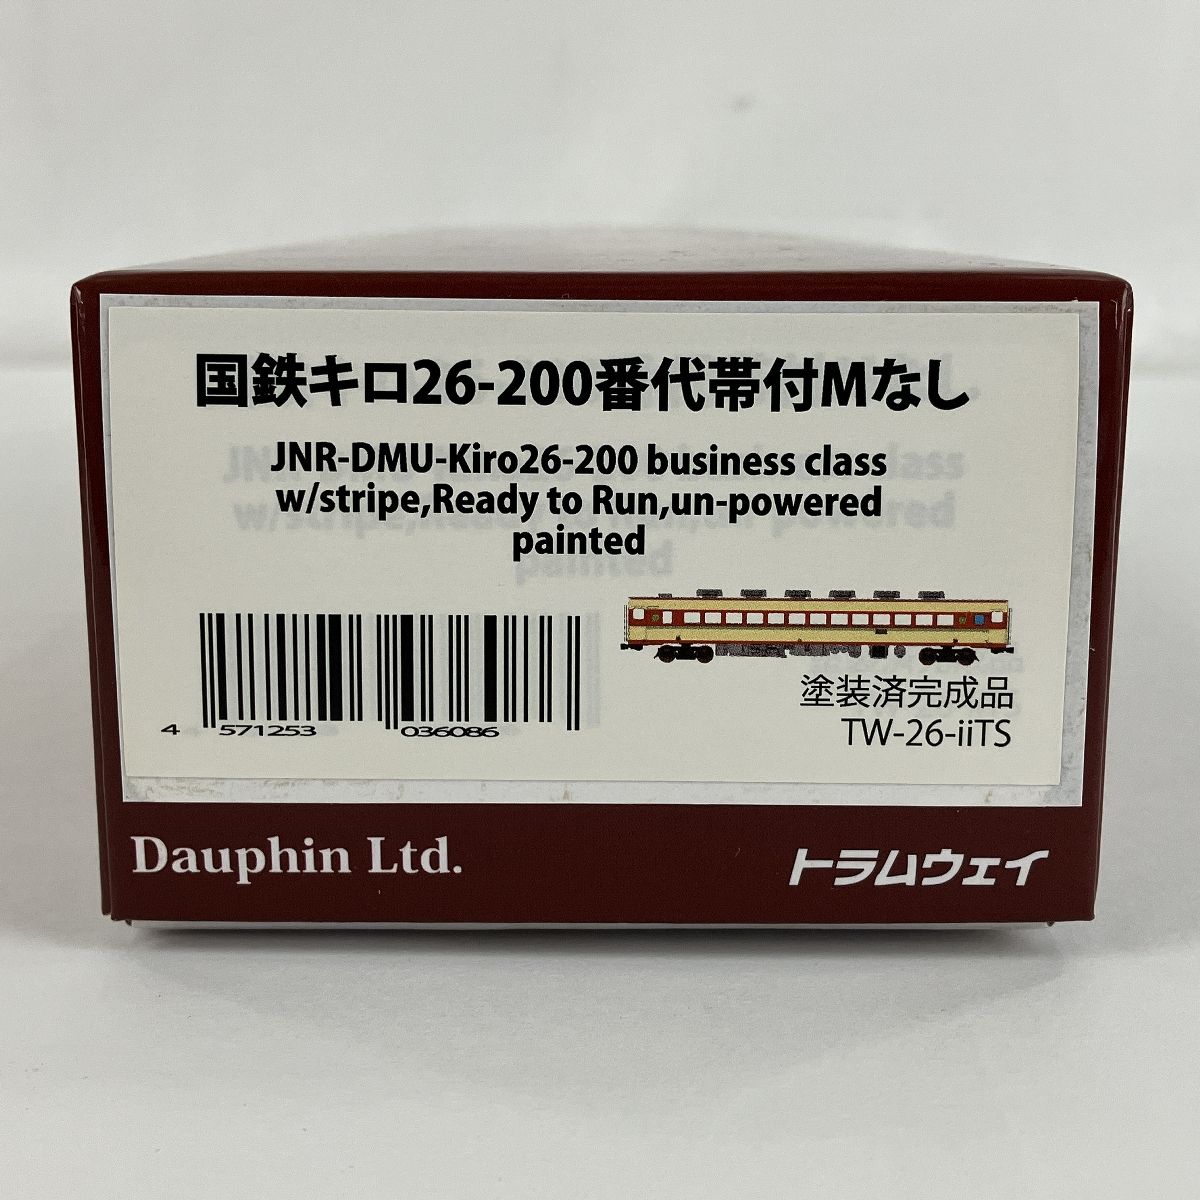 国鉄キロ26-200番代帯付Mなし
JNR-DMU-Kiro26-200 business class
w/stripe,Ready to Run,un-powered
painted
4 571253 036086
塗装済完成品
TW-26-iiTS
Dauphin Ltd.
トラムウェイ